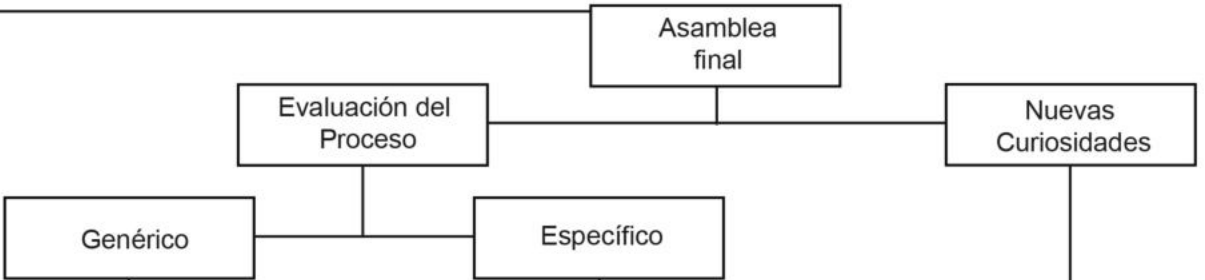 Asamblea
final
Evaluación del
Proceso
Nuevas
Curiosidades
Genérico
Específico